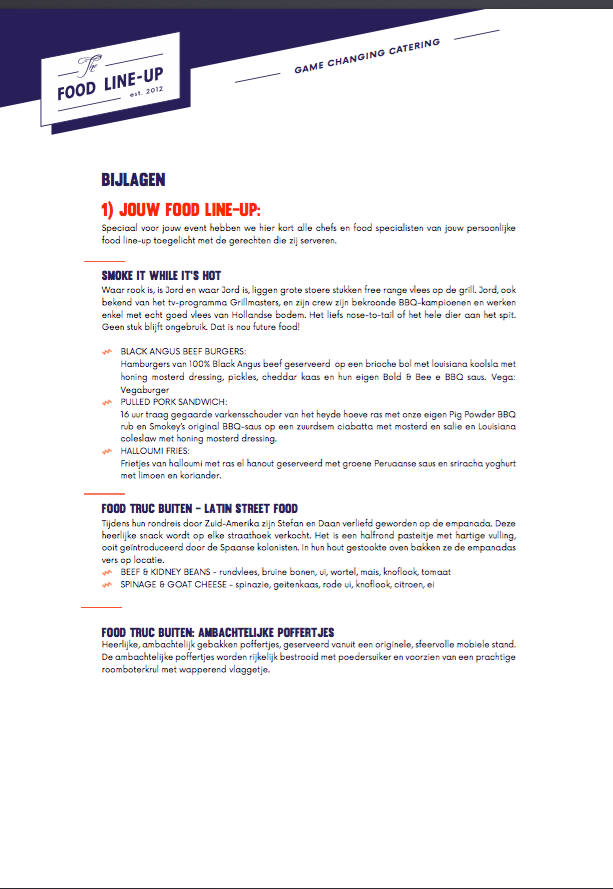 The
FOOD LINE-UP
est. 2012
GAME CHANGING CATERING
BIJLAGEN
1) JOUW FOOD LINE-UP:
Speciaal voor jouw event hebben we hier kort alle chefs en food specialisten van jouw persoonlijke
food line-up toegelicht met de gerechten die zij serveren.
SMOKE IT WHILE IT'S HOT
Waar rook is, is Jord en waar Jord is, liggen grote stoere stukken free range vlees op de grill. Jord, ook
bekend van het tv-programma Grillmasters, en zijn crew zijn bekroonde BBQ-kampioenen en werken
enkel met echt goed vlees van Hollandse bodem. Het liefs nose-to-tail of het hele dier aan het spit.
Geen stuk blijft ongebruik. Dat is nou future food!
BLACK ANGUS BEEF BURGERS:
Hamburgers van 100% Black Angus beef geserveerd op een brioche bol met louisiana koolsla met
honing mosterd dressing, pickles, cheddar kaas en hun eigen Bold & Bee e BBQ saus. Vega:
Vegaburger
PULLED PORK SANDWICH:
16 uur traag gegaarde varkensschouder van het heyde hoeve ras met onze eigen Pig Powder BBQ
rub en Smokey's original BBQ-saus op een zuurdsem ciabatta met mosterd en salie en Louisiana
coleslaw met honing mosterd dressing.
HALLOUMI FRIES:
Frietjes van halloumi met ras el hanout geserveerd met groene Peruaanse saus en sriracha yoghurt
met limoen en koriander.
FOOD TRUC BUITEN - LATIN STREET FOOD
Tijdens hun rondreis door Zuid-Amerika zijn Stefan en Daan verliefd geworden op de empanada. Deze
heerlijke snack wordt op elke straathoek verkocht. Het is een halfrond pasteitje met hartige vulling,
ooit geïntroduceerd door de Spaanse kolonisten. In hun hout gestookte oven bakken ze de empanadas
vers op locatie.
BEEF & KIDNEY BEANS - rundvlees, bruine bonen, ui, wortel, mais, knoflook, tomaat
SPINAGE & GOAT CHEESE - spinazie, geitenkaas, rode ui, knoflook, citroen, ei
FOOD TRUC BUITEN: AMBACHTELIJKE POFFERTJES
Heerlijke, ambachtelijk gebakken poffertjes, geserveerd vanuit een originele, sfeervolle mobiele stand.
De ambachtelijke poffertjes worden rijkelijk bestrooid met poedersuiker en voorzien van een prachtige
roomboterkrul met wapperend vlaggetje.